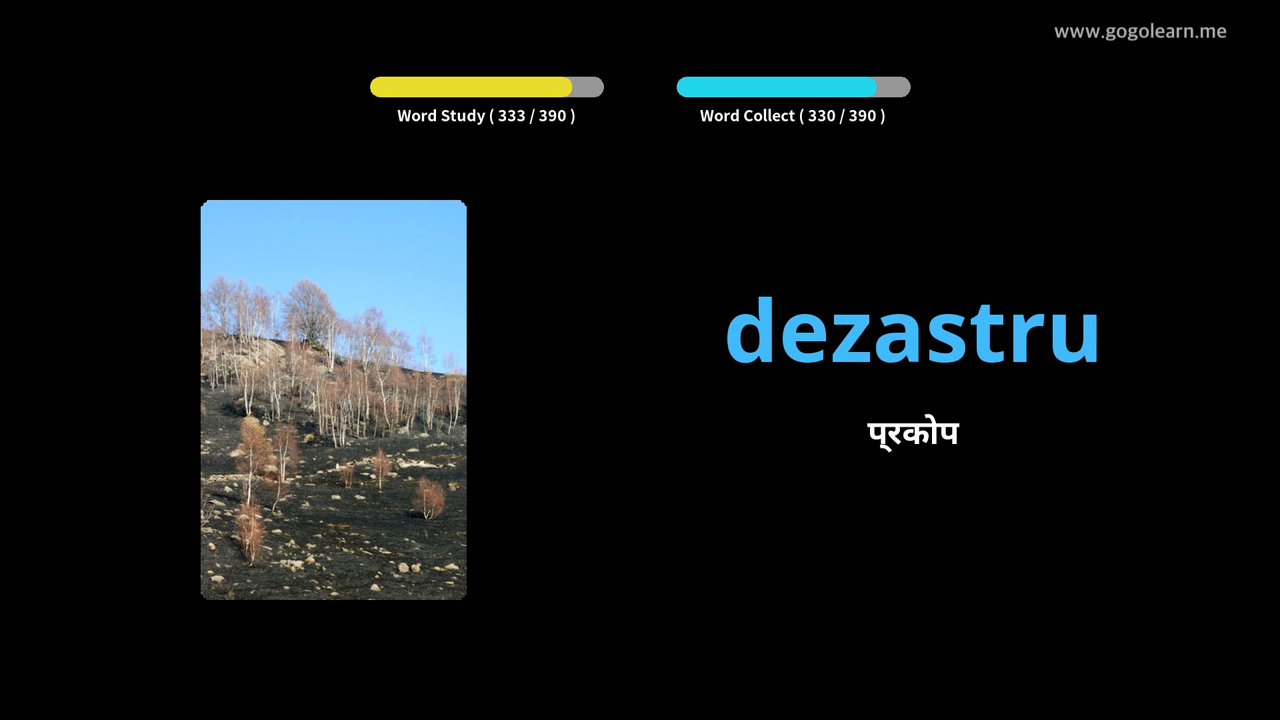 www.gogolearn.me
Word Study ( 333 / 390 )
Word Collect ( 330 / 390 )
dezastru
प्रकोप